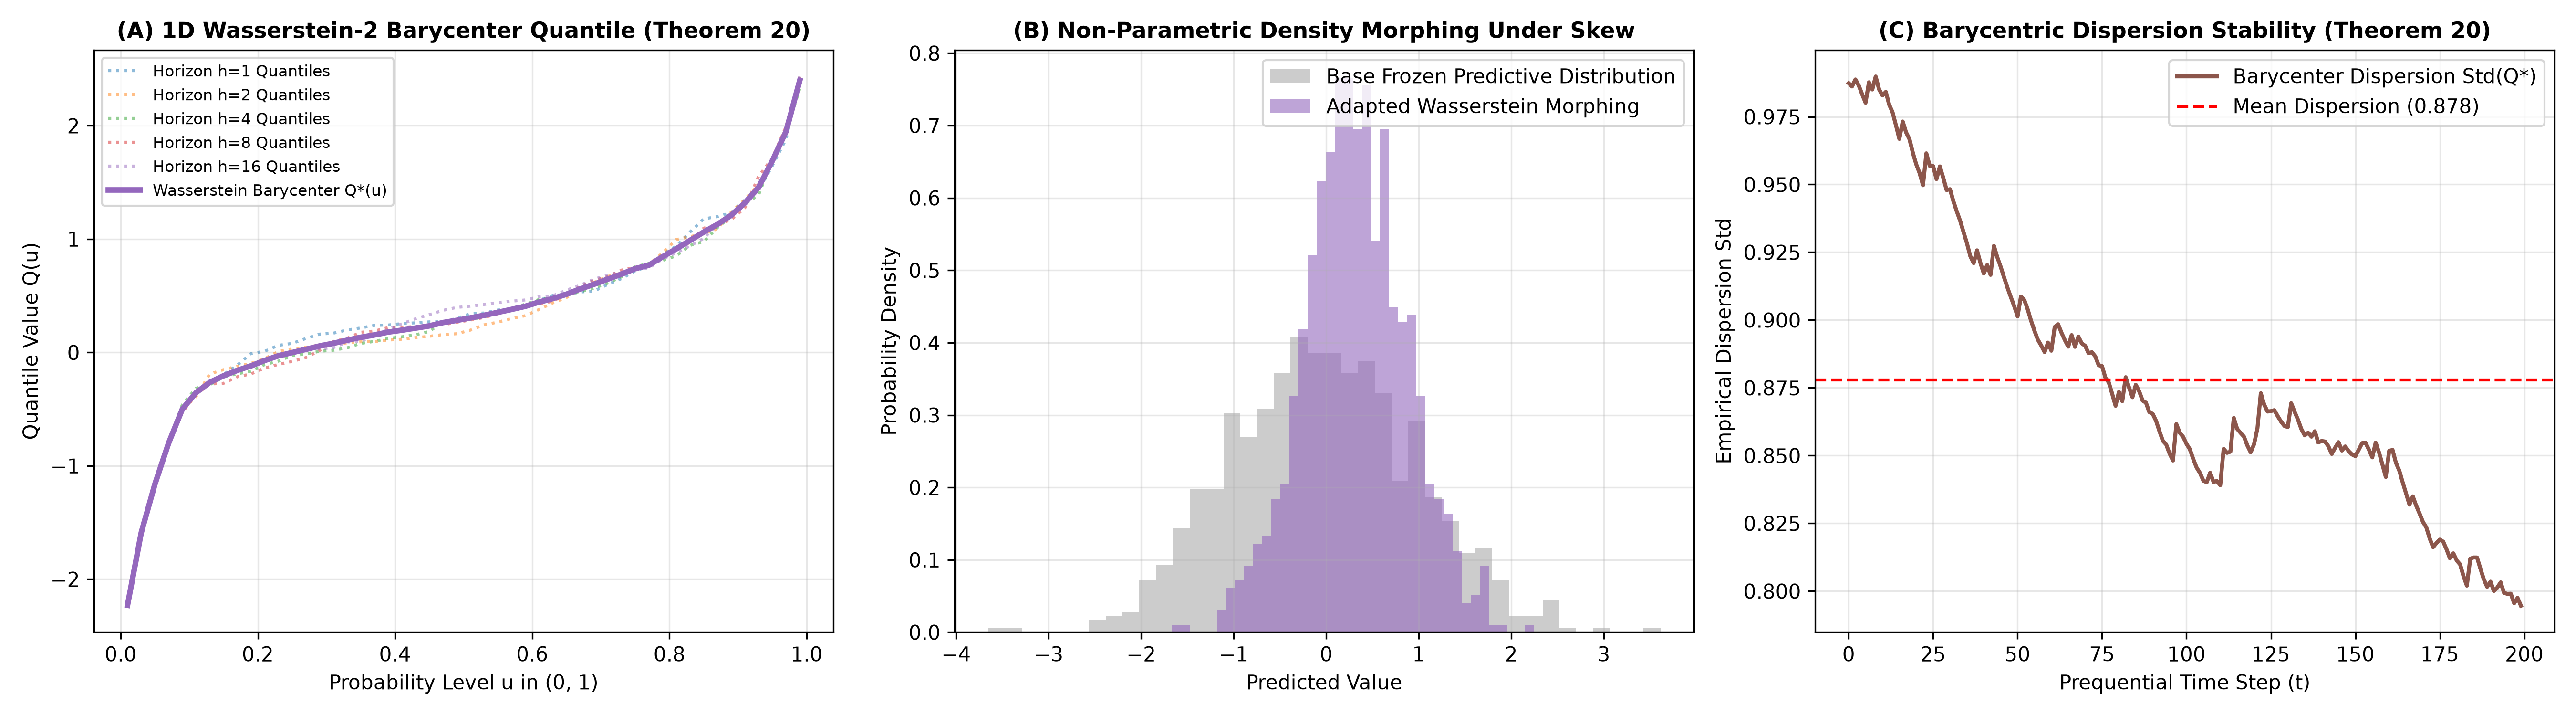 (A) 1D Wasserstein-2 Barycenter Quantile (Theorem 20)
Horizon h=1 Quantiles
Horizon h=2 Quantiles
Horizon h=4 Quantiles
Horizon h=8 Quantiles
Horizon h=16 Quantiles
Wasserstein Barycenter Q*(u)
Quantile Value Q(u)
2
1
0
−1
−2
0.0 0.2 0.4 0.6 0.8 1.0
Probability Level u in (0, 1)
(B) Non-Parametric Density Morphing Under Skew
Base Frozen Predictive Distribution
Adapted Wasserstein Morphing
Probability Density
0.8
0.7
0.6
0.5
0.4
0.3
0.2
0.1
0.0
−4 −3 −2 −1 0 1 2 3
Predicted Value
(C) Barycentric Dispersion Stability (Theorem 20)
Barycenter Dispersion Std(Q*)
Mean Dispersion (0.878)
Empirical Dispersion Std
0.975
0.950
0.925
0.900
0.875
0.850
0.825
0.800
0 25 50 75 100 125 150 175 200
Prequential Time Step (t)